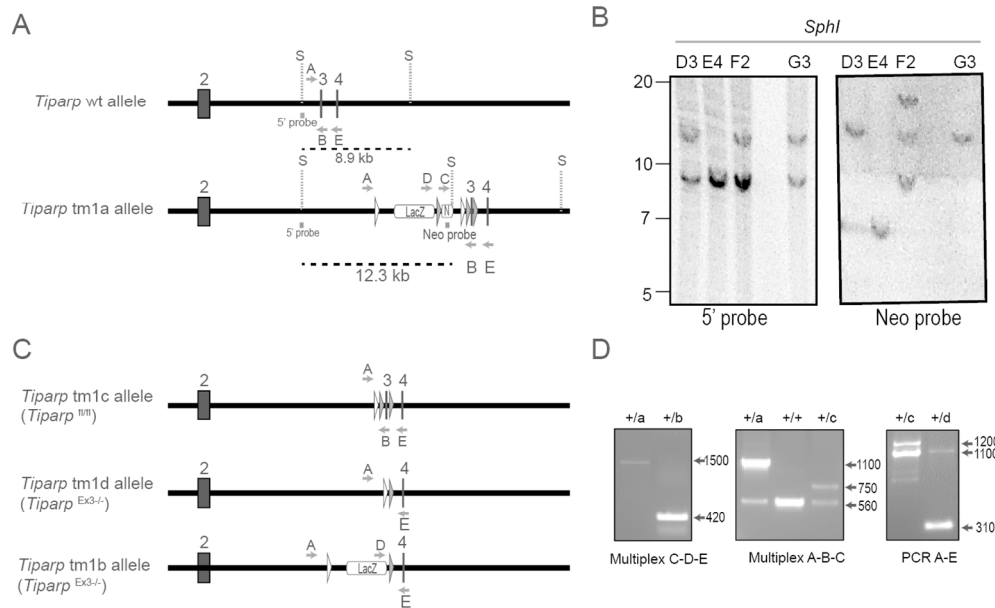 A
S
S
A
3
4
2
Tiparp wt allele
5' probe
B
E
8.9 kb
S
S
S
A
D
C
3
4
2
Tiparp tm1a allele
LacZ
N
5' probe
Neo probe
B
E
12.3 kb
B
SphI
D3 E4 F2 G3
D3 E4 F2 G3
20
10
7
5
5' probe
Neo probe
C
2
A
3
4
Tiparp tm1c allele
(Tiparp fl/fl)
B
E
2
A
4
Tiparp tm1d allele
(Tiparp Ex3-/-)
E
2
A
D
4
Tiparp tm1b allele
(Tiparp Ex3-/-)
LacZ
E
D
+/a +/b
1500
420
Multiplex C-D-E
+/a +/+ +/c
1100
750
560
Multiplex A-B-C
+/c +/d
1200
1100
310
PCR A-E